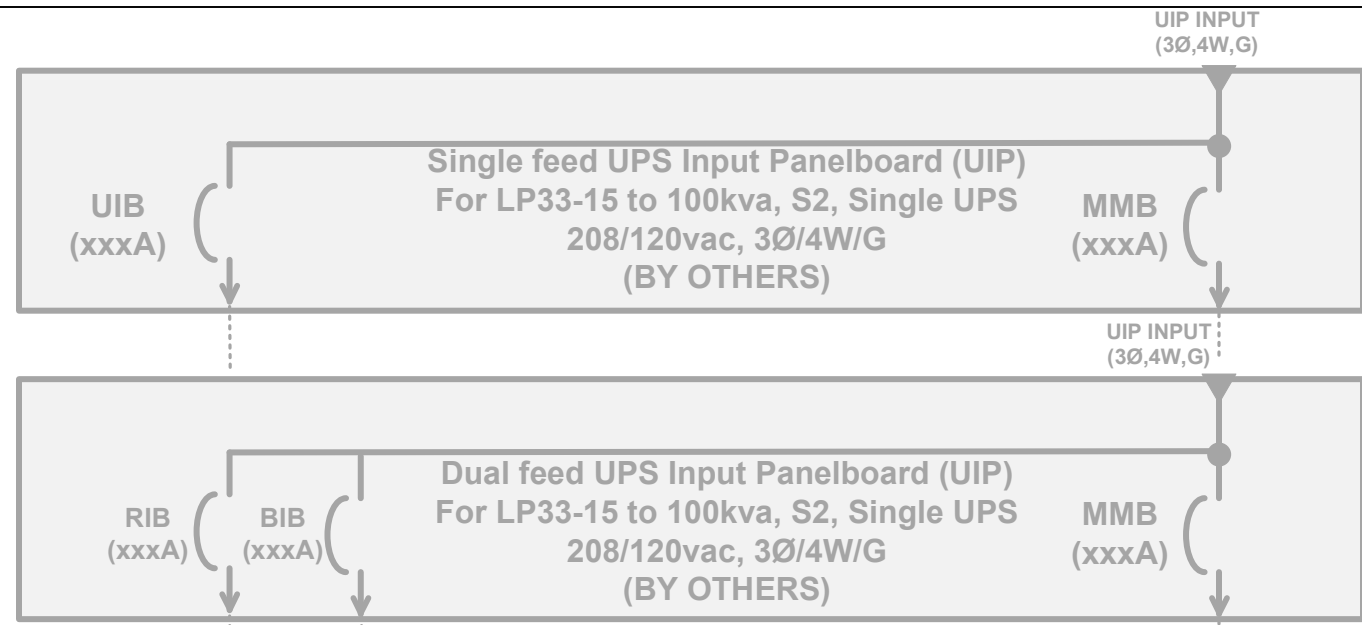 UIP INPUT
(3Ø,4W,G)
Single feed UPS Input Panelboard (UIP)
For LP33-15 to 100kva, S2, Single UPS
208/120vac, 3Ø/4W/G
(BY OTHERS)
UIB
(xxxA)
MMB
(xxxA)
UIP INPUT
(3Ø,4W,G)
Dual feed UPS Input Panelboard (UIP)
For LP33-15 to 100kva, S2, Single UPS
208/120vac, 3Ø/4W/G
(BY OTHERS)
RIB
(xxxA)
BIB
(xxxA)
MMB
(xxxA)